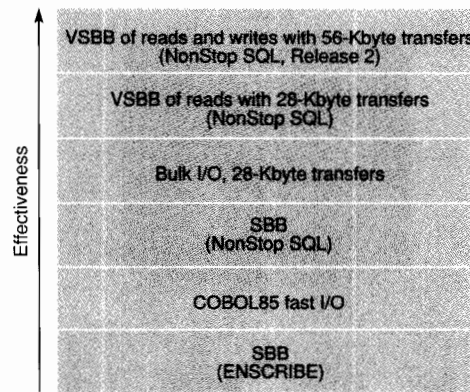 VSBB of reads and writes with 56-Kbyte transfers
(NonStop SQL, Release 2)
VSBB of reads with 28-Kbyte transfers
(NonStop SQL)
Bulk I/O, 28-Kbyte transfers
SBB
(NonStop SQL)
COBOL85 fast I/O
SBB
(ENSCRIBE)
Effectiveness